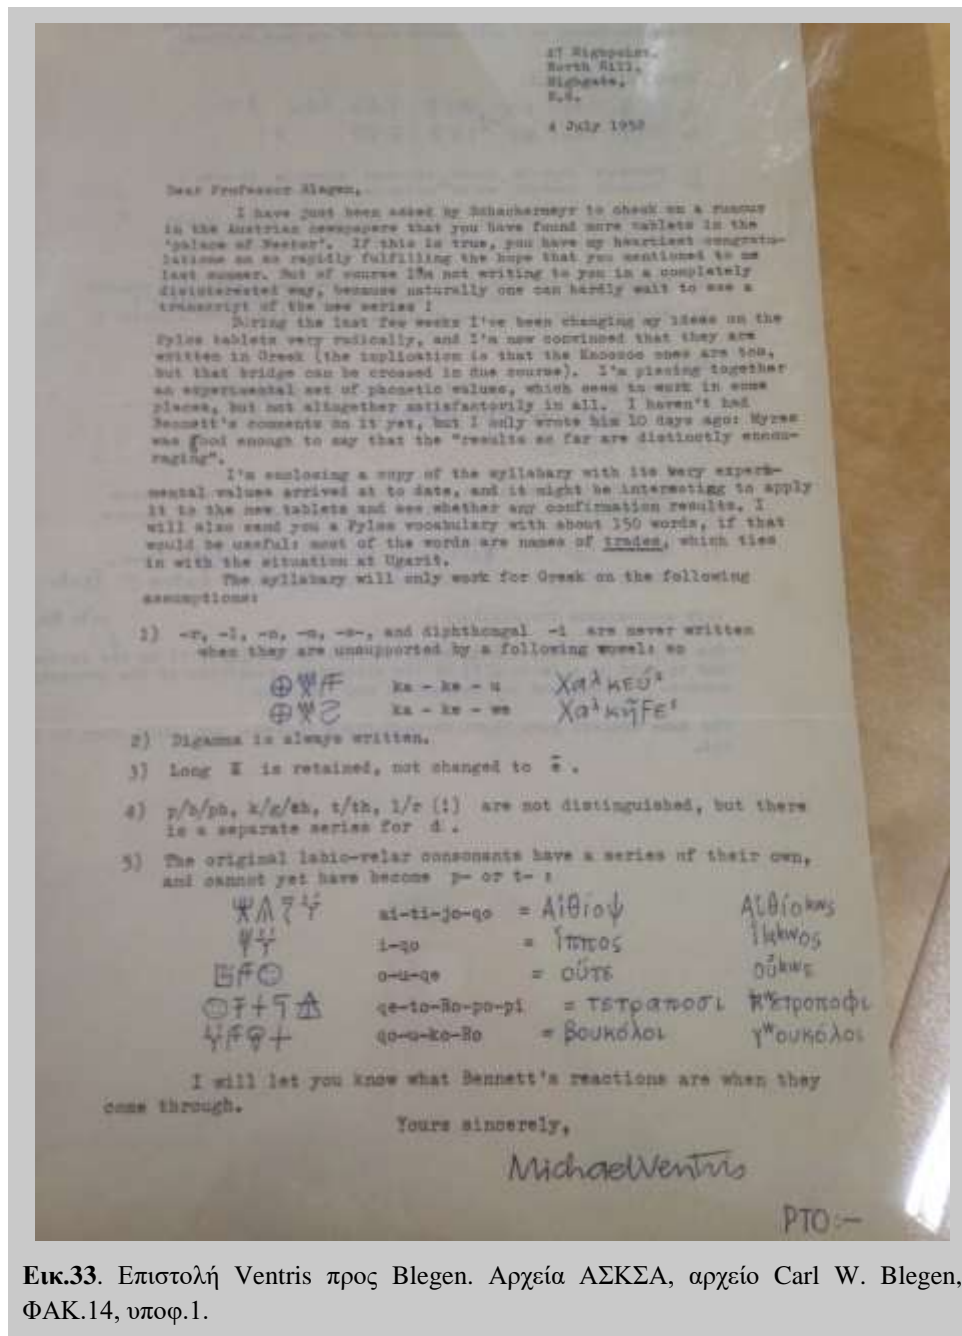 27 Highpoint,
North Hill,
Highgate,
N.6.
4 July 1952
Dear Professor Blegen,
I have just been asked by Schachermeyr to check on a rumour
in the Austrian newspapers that you have found more tablets in the
'palace of Nestor'. If this is true, you have my heartiest congratu-
lations on so rapidly fulfilling the hope that you mentioned to me
last summer. But of course I'm not writing to you in a completely
disinterested way, because naturally one can hardly wait to see a
transcript of the new series !
During the last few weeks I've been changing my ideas on the
Pylos tablets very radically, and I'm now convinced that they are
written in Greek (the implication is that the Knossos ones are too,
but that bridge can be crossed in due course). I'm piecing together
an experimental set of phonetic values, which seem to work in some
places, but not altogether satisfactorily in all. I haven't had
Bennett's comments on it yet, but I only wrote him 10 days ago: Myres
was good enough to say that the "results so far are distinctly encou-
raging".
I'm enclosing a copy of the syllabary with its very experi-
mental values arrived at to date, and it might be interesting to apply
it to the new tablets and see whether any confirmation results. I
will also send you a Pylos vocabulary with about 150 words, if that
would be useful: most of the words are names of trades, which ties
in with the situation at Ugarit.
The syllabary will only work for Greek on the following
assumptions:
1) -r, -l, -n, -m, -s-, and diphthongal -i are never written
when they are unsupported by a following vowel: so
ka - ke - u Χαλκεύς
ka - ke - we Χαλκῆϝες
2) Digamma is always written.
3) Long is retained, not changed to ē .
4) p/b/ph, k/g/kh, t/th, l/r (!) are not distinguished, but there
is a separate series for d .
5) The original labio-velar consonants have a series of their own,
and cannot yet have become p- or t- :
ai-ti-jo-qo = Αἰθίοψ Αἰθίοkws
i-qo = ἵππος ἵκkwος
o-u-qe = οὔτε οὔkwε
qe-to-Ro-po-pi = τετραποσι kwετροποφι
qo-u-ko-Ro = βουκόλοι γwουκόλοι
I will let you know what Bennett's reactions are when they
come through.
Yours sincerely,
Michael Ventris
PTO:—
Εικ.33. Επιστολή Ventris προς Blegen. Αρχεία ΑΣΚΣΑ, αρχείο Carl W. Blegen,
ΦΑΚ.14, υποφ.1.